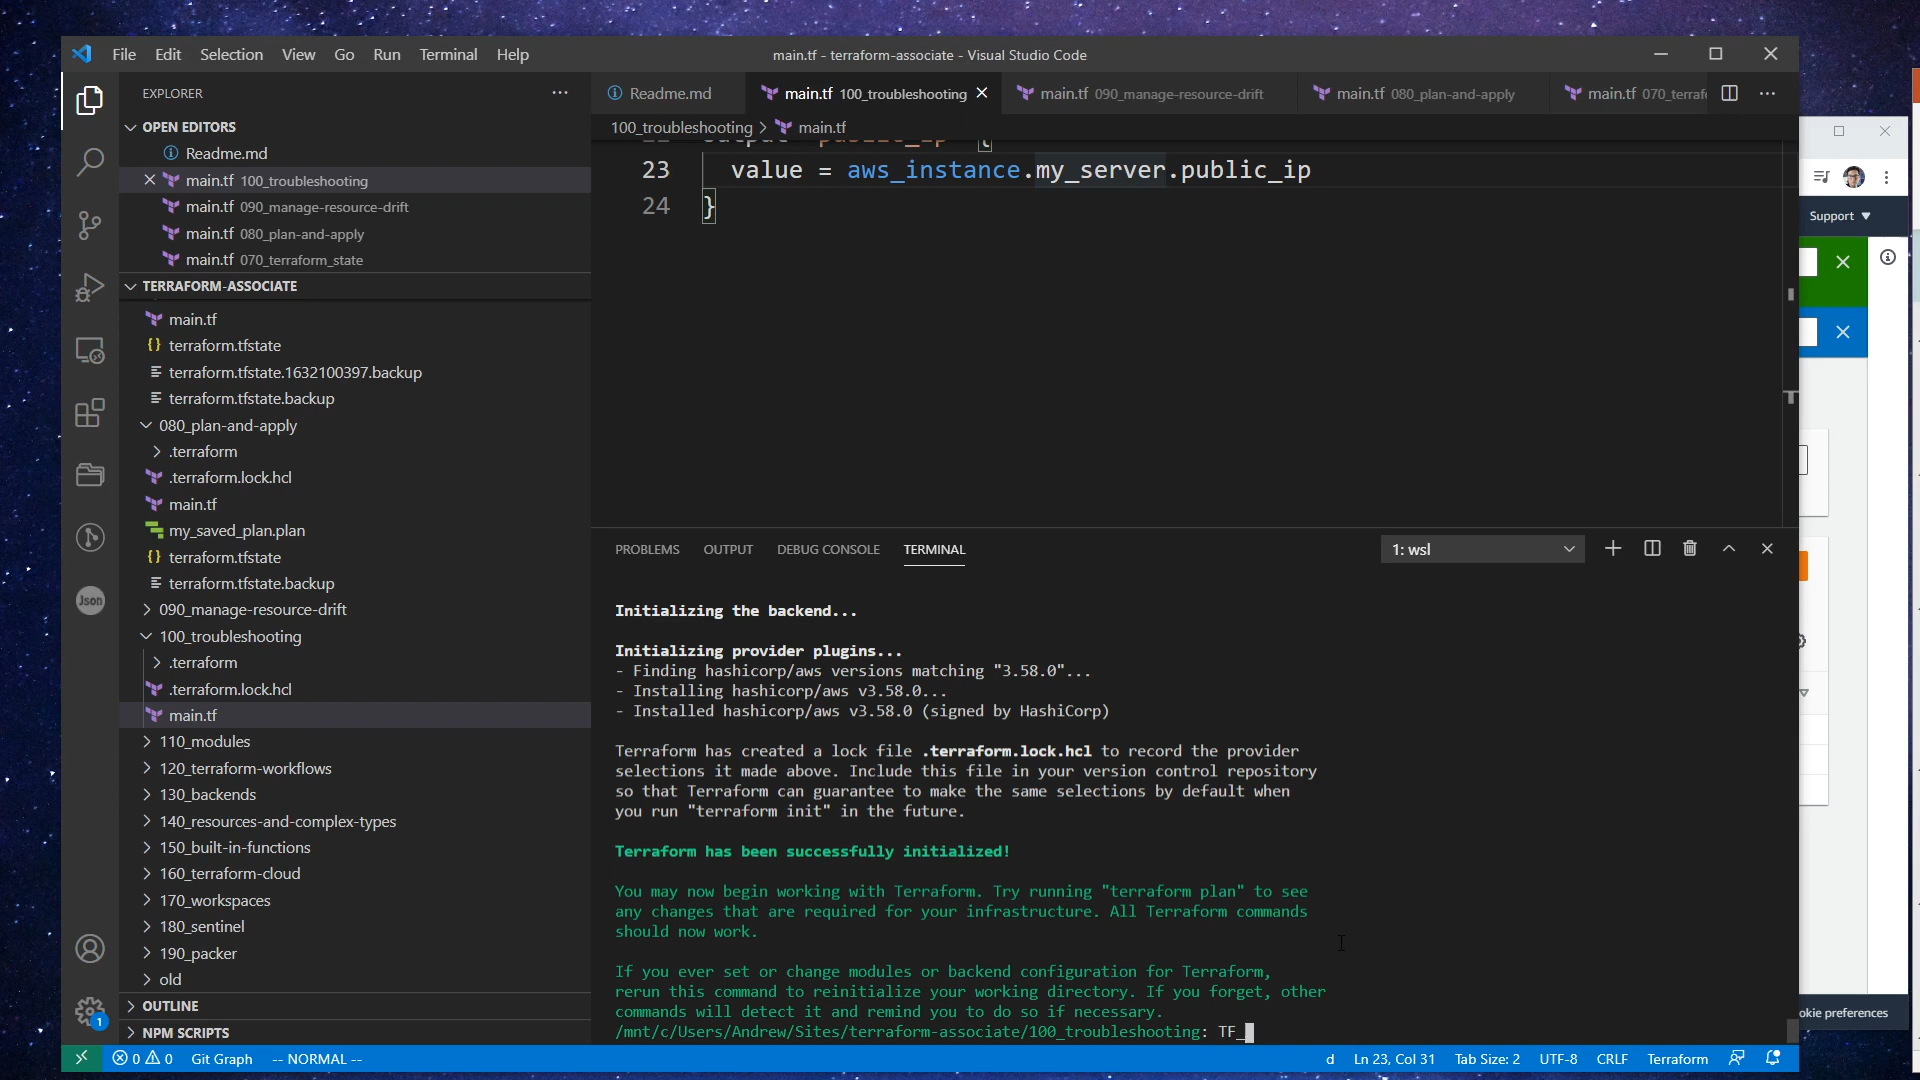 File Edit Selection View Go Run Terminal Help
main.tf - terraform-associate - Visual Studio Code
EXPLORER
OPEN EDITORS
Readme.md
main.tf 100_troubleshooting
main.tf 090_manage-resource-drift
main.tf 080_plan-and-apply
main.tf 070_terraform_state
TERRAFORM-ASSOCIATE
main.tf
terraform.tfstate
terraform.tfstate.1632100397.backup
terraform.tfstate.backup
080_plan-and-apply
.terraform
.terraform.lock.hcl
main.tf
my_saved_plan.plan
terraform.tfstate
terraform.tfstate.backup
090_manage-resource-drift
100_troubleshooting
.terraform
.terraform.lock.hcl
main.tf
110_modules
120_terraform-workflows
130_backends
140_resources-and-complex-types
150_built-in-functions
160_terraform-cloud
170_workspaces
180_sentinel
190_packer
old
OUTLINE
NPM SCRIPTS
Json
1
Readme.md
main.tf 100_troubleshooting
main.tf 090_manage-resource-drift
main.tf 080_plan-and-apply
main.tf 070_terraf
100_troubleshooting > main.tf
23 value = aws_instance.my_server.public_ip
24 }
PROBLEMS OUTPUT DEBUG CONSOLE TERMINAL
1: wsl
Initializing the backend...
Initializing provider plugins...
- Finding hashicorp/aws versions matching "3.58.0"...
- Installing hashicorp/aws v3.58.0...
- Installed hashicorp/aws v3.58.0 (signed by HashiCorp)
Terraform has created a lock file .terraform.lock.hcl to record the provider
selections it made above. Include this file in your version control repository
so that Terraform can guarantee to make the same selections by default when
you run "terraform init" in the future.
Terraform has been successfully initialized!
You may now begin working with Terraform. Try running "terraform plan" to see
any changes that are required for your infrastructure. All Terraform commands
should now work.
If you ever set or change modules or backend configuration for Terraform,
rerun this command to reinitialize your working directory. If you forget, other
commands will detect it and remind you to do so if necessary.
/mnt/c/Users/Andrew/Sites/terraform-associate/100_troubleshooting: TF_
0 0 Git Graph -- NORMAL --
d Ln 23, Col 31 Tab Size: 2 UTF-8 CRLF Terraform
Support
okie preferences